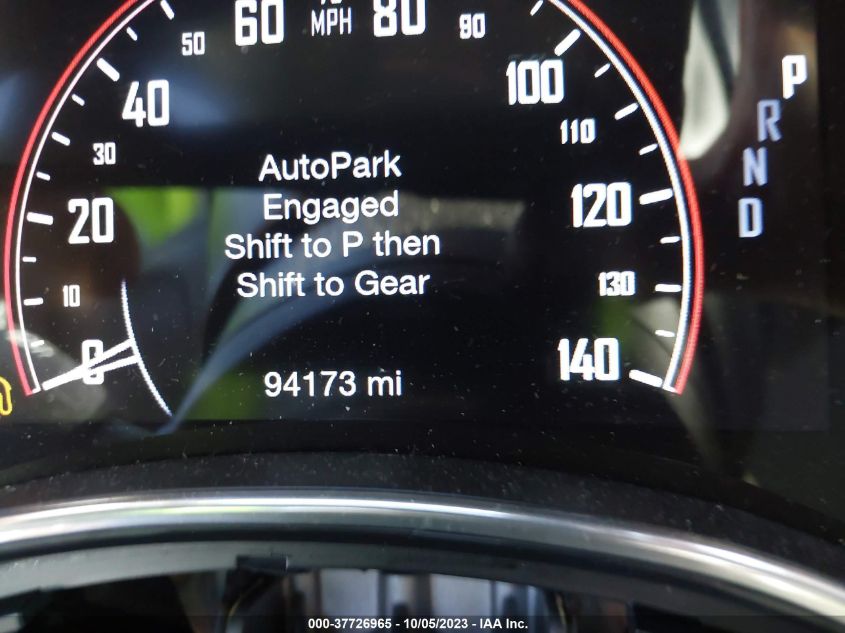 60 MPH 80
50 90
40 100
30 110
AutoPark
Engaged
Shift to P then
Shift to Gear
20 120
10 130
0 140
94173 mi
P
R
N
D
000-37726965 - 10/05/2023 - IAA Inc.